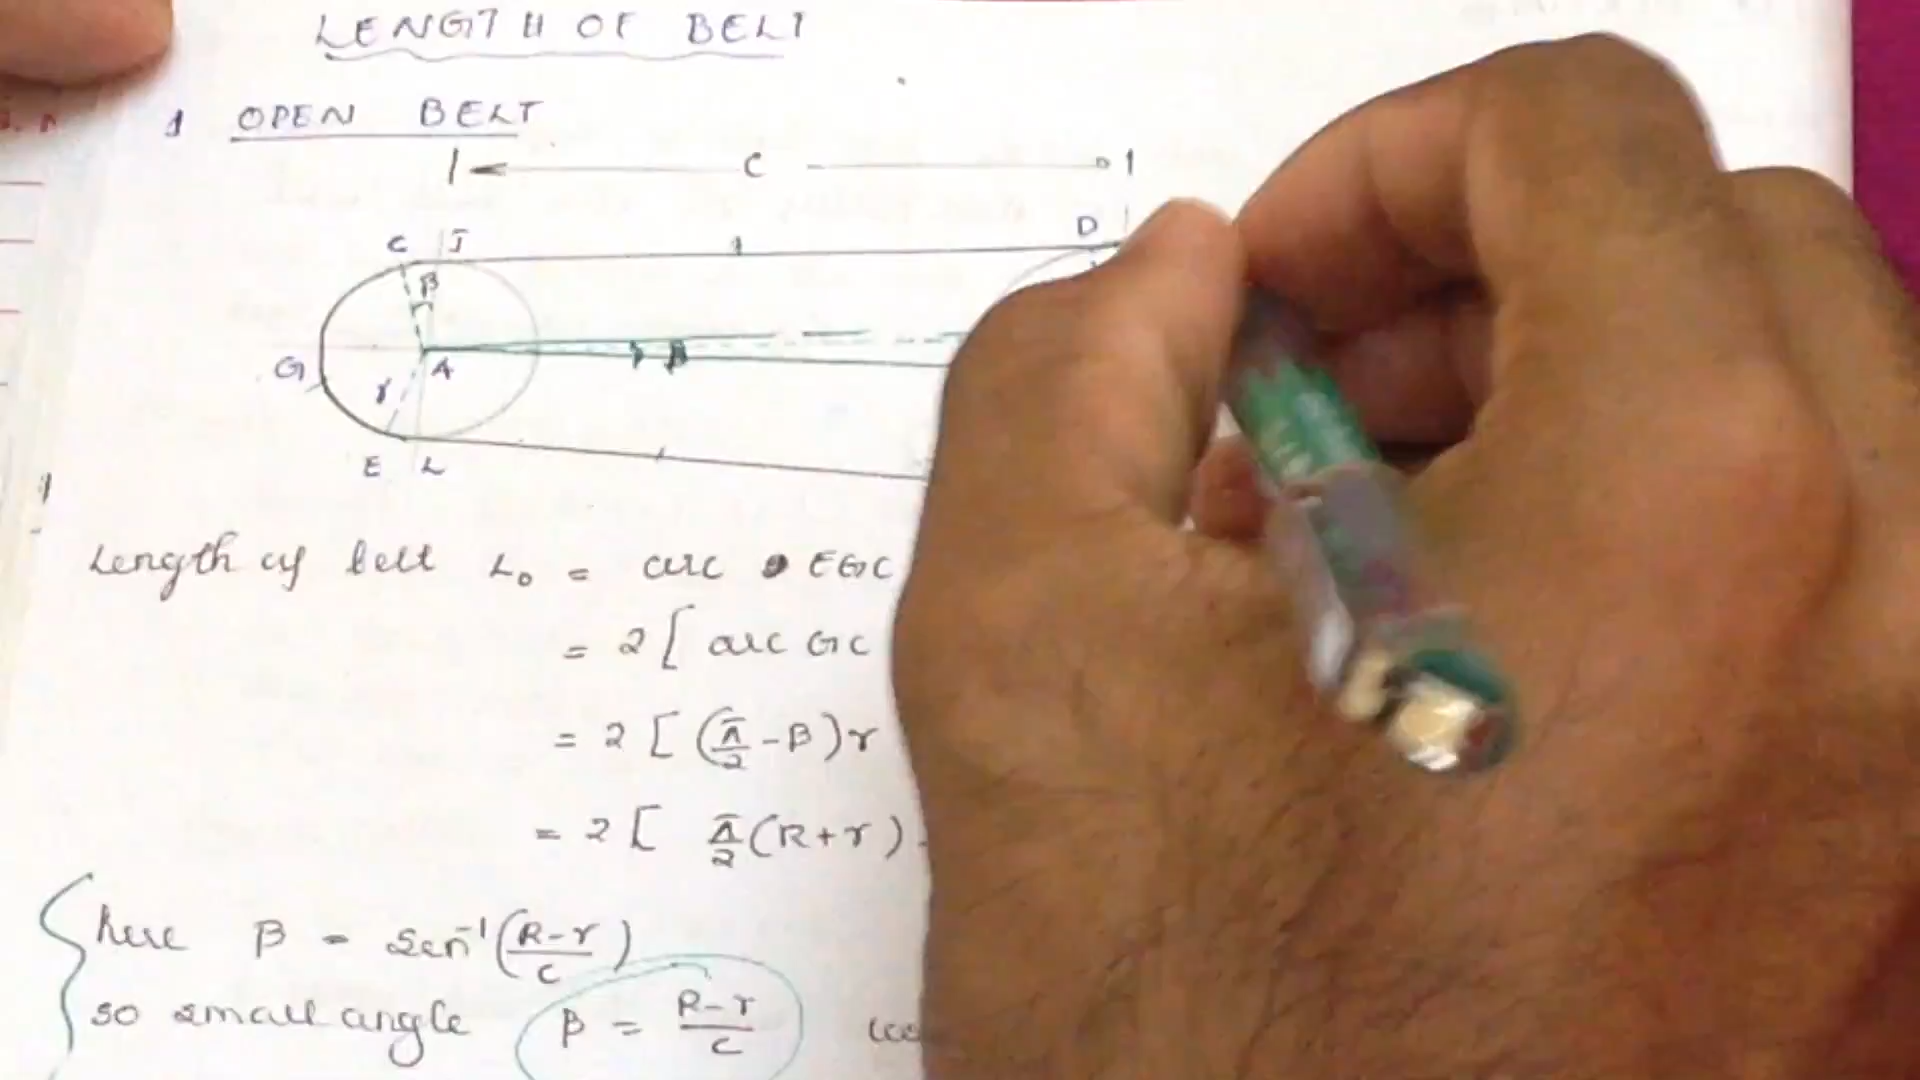 LENGTH OF BELT
1 OPEN BELT
C
C J D
β
G A β
r
E L
Length of belt L₀ = arc EGC
= 2 [ arc GC
= 2 [ (π/2 - β) r
= 2 [ π/2 (R+r)
here β = Sin⁻¹ (R-r/C)
so small angle β = R-r/C